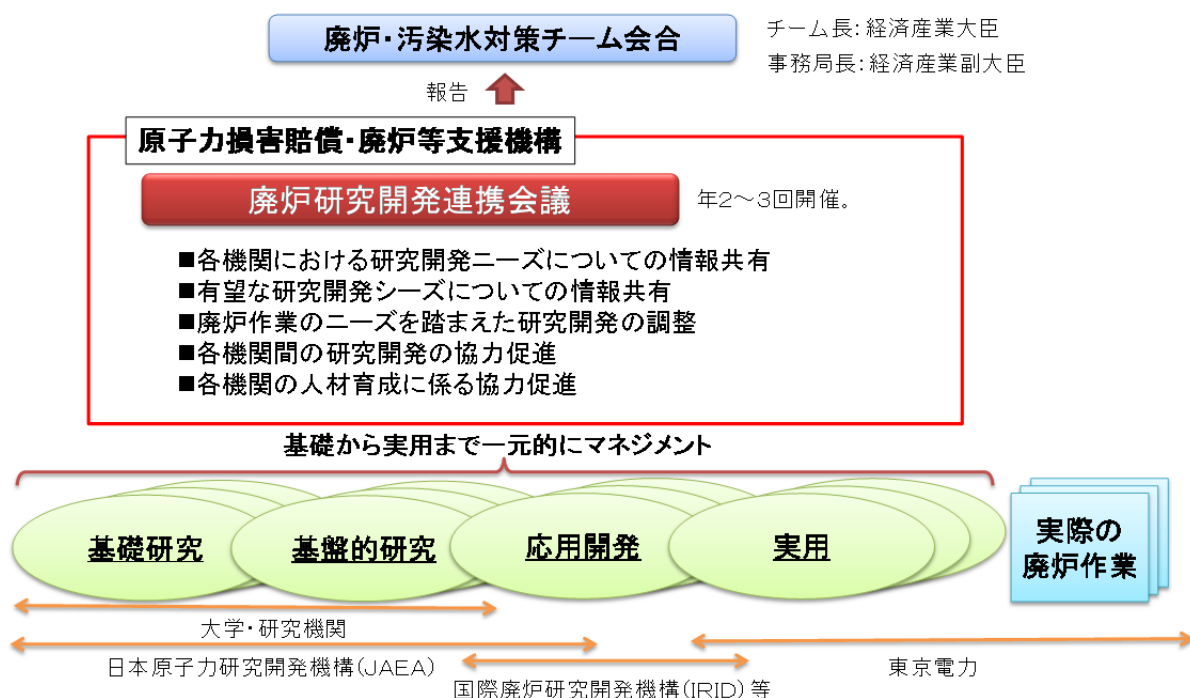 廃炉・汚染水対策チーム会合
チーム長：経済産業大臣
事務局長：経済産業副大臣
報告
原子力損害賠償・廃炉等支援機構
廃炉研究開発連携会議
年２～３回開催。
■各機関における研究開発ニーズについての情報共有
■有望な研究開発シーズについての情報共有
■廃炉作業のニーズを踏まえた研究開発の調整
■各機関間の研究開発の協力促進
■各機関の人材育成に係る協力促進
基礎から実用まで一元的にマネジメント
基礎研究
基盤的研究
応用開発
実用
実際の
廃炉作業
大学・研究機関
日本原子力研究開発機構(JAEA)
東京電力
国際廃炉研究開発機構(IRID)等